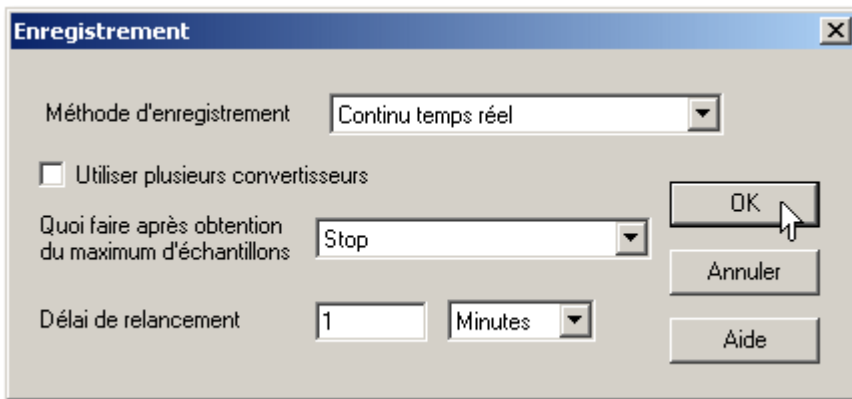 Enregistrement
Méthode d'enregistrement
Continu temps réel
Utiliser plusieurs convertisseurs
Quoi faire après obtention
du maximum d'échantillons
Stop
Délai de relancement
1
Minutes
OK
Annuler
Aide